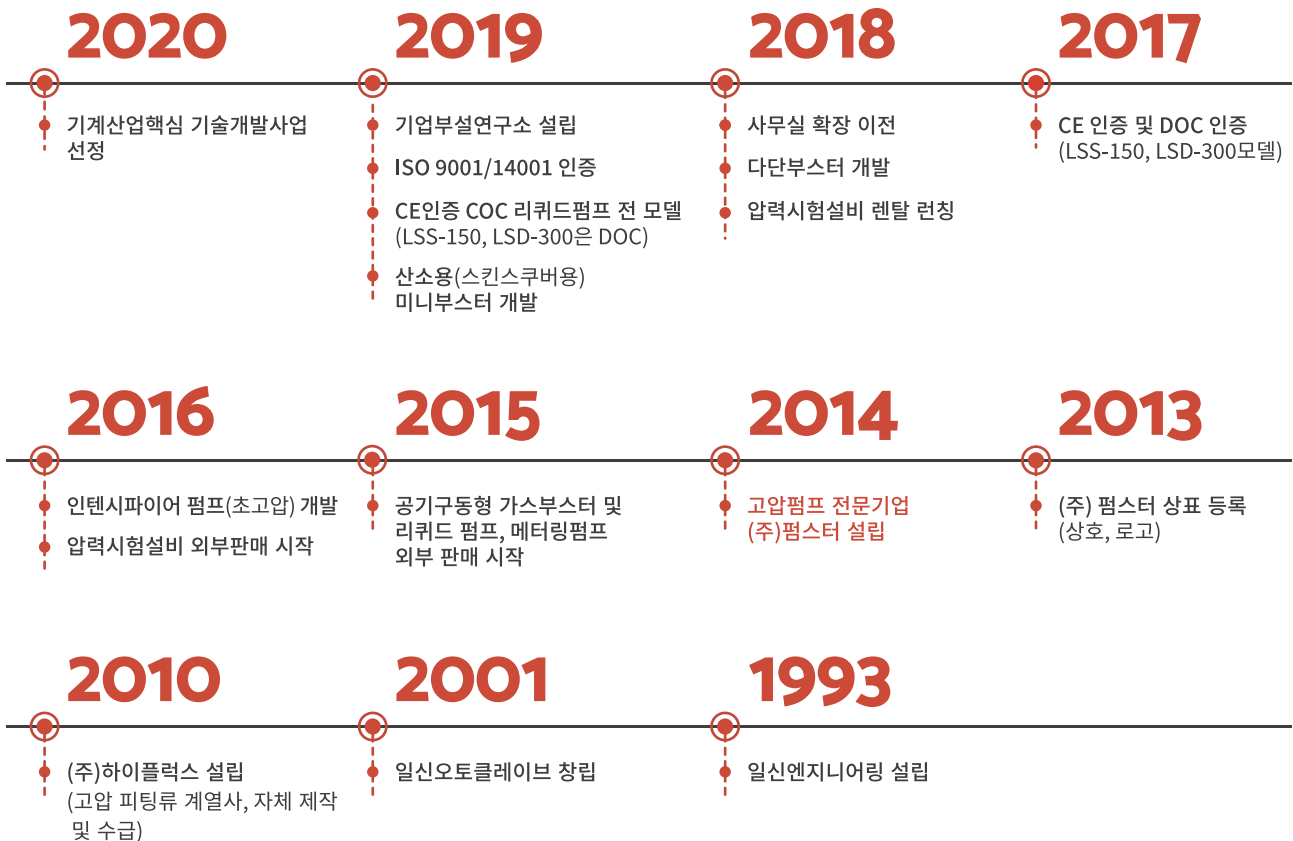 2020
기계산업핵심 기술개발사업
선정
2019
기업부설연구소 설립
ISO 9001/14001 인증
CE인증 COC 리퀴드펌프 전 모델
(LSS-150, LSD-300은 DOC)
산소용(스킨스쿠버용)
미니부스터 개발
2018
사무실 확장 이전
다단부스터 개발
압력시험설비 렌탈 런칭
2017
CE 인증 및 DOC 인증
(LSS-150, LSD-300모델)
2016
인텐시파이어 펌프(초고압) 개발
압력시험설비 외부판매 시작
2015
공기구동형 가스부스터 및
리퀴드 펌프, 메터링펌프
외부 판매 시작
2014
고압펌프 전문기업
(주)펌스터 설립
2013
(주) 펌스터 상표 등록
(상호, 로고)
2010
(주)하이플럭스 설립
(고압 피팅류 계열사, 자체 제작
및 수급)
2001
일신오토클레이브 창립
1993
일신엔지니어링 설립